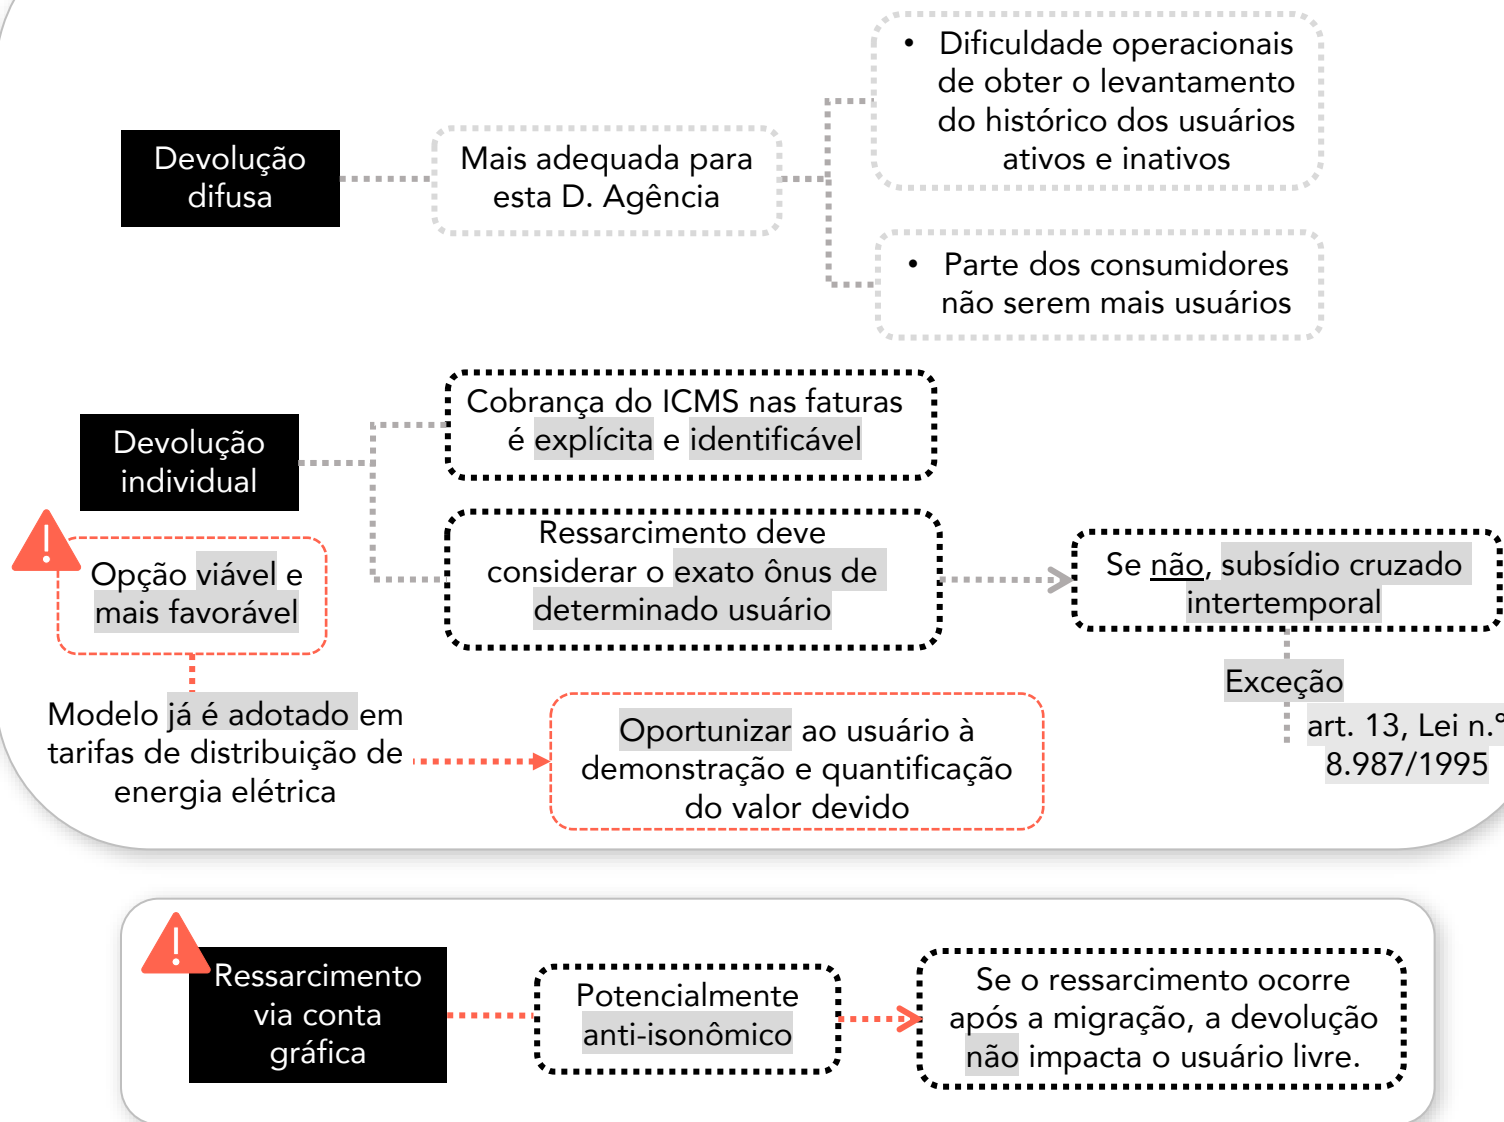 Devolução
difusa
Mais adequada para
esta D. Agência
• Dificuldade operacionais
de obter o levantamento
do histórico dos usuários
ativos e inativos
• Parte dos consumidores
não serem mais usuários
Devolução
individual
Cobrança do ICMS nas faturas
é explícita e identificável
Ressarcimento deve
considerar o exato ônus de
determinado usuário
Se não, subsídio cruzado
intertemporal
Exceção
art. 13, Lei n.º
8.987/1995
!
Opção viável e
mais favorável
Modelo já é adotado em
tarifas de distribuição de
energia elétrica
Oportunizar ao usuário à
demonstração e quantificação
do valor devido
!
Ressarcimento
via conta
gráfica
Potencialmente
anti-isonômico
Se o ressarcimento ocorre
após a migração, a devolução
não impacta o usuário livre.